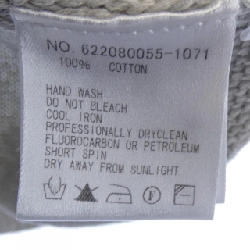 NO. 622080055-1071
100% COTTON
HAND WASH
DO NOT BLEACH
COOL IRON
PROFESSIONALLY DRYCLEAN
FLUOROCARBON OR PETROLEUM
SHORT SPIN
DRY AWAY FROM SUNLIGHT